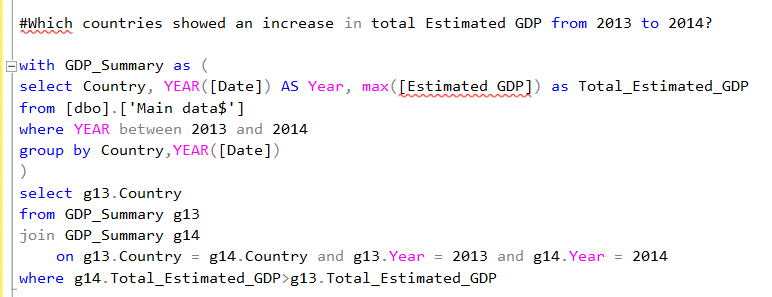 #Which countries showed an increase in total Estimated GDP from 2013 to 2014?
with GDP_Summary as (
select Country, YEAR([Date]) AS Year, max([Estimated GDP]) as Total_Estimated_GDP
from [dbo].['Main data$']
where YEAR between 2013 and 2014
group by Country,YEAR([Date])
)
select g13.Country
from GDP_Summary g13
join GDP_Summary g14
on g13.Country = g14.Country and g13.Year = 2013 and g14.Year = 2014
where g14.Total_Estimated_GDP>g13.Total_Estimated_GDP